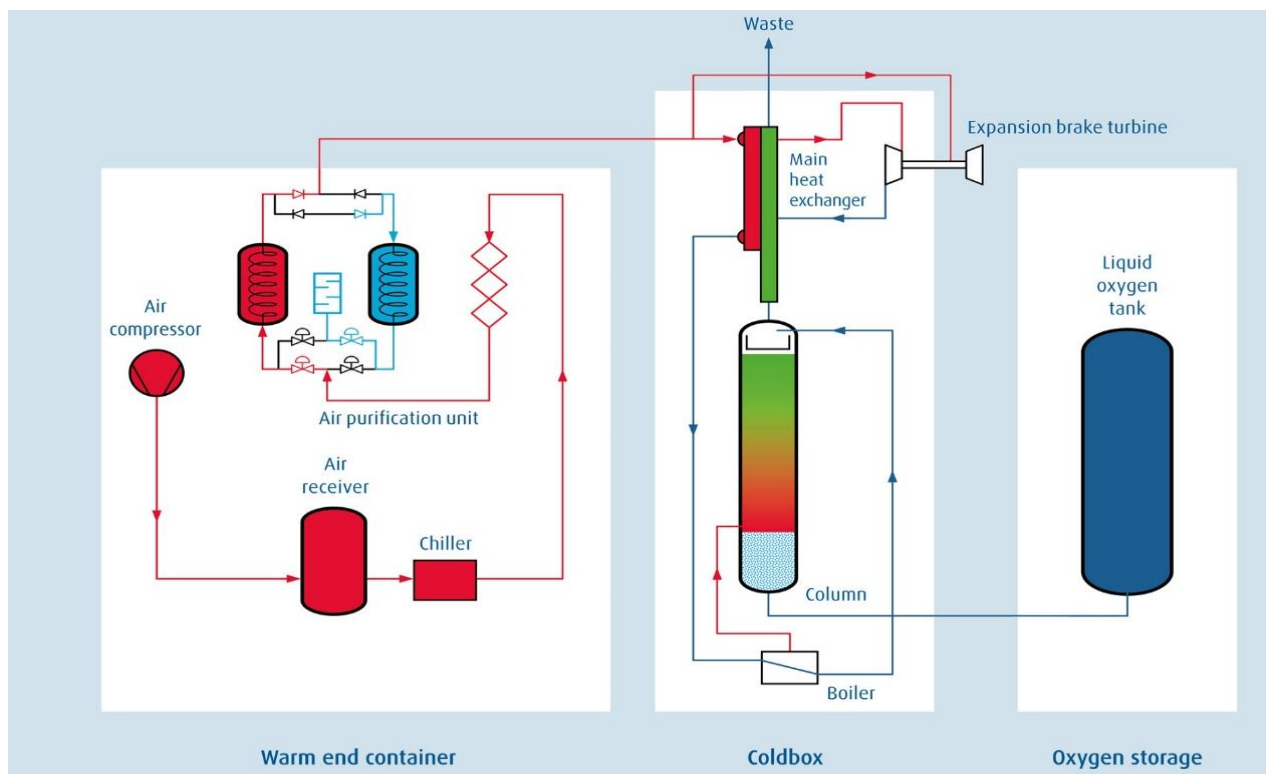 Waste
Expansion brake turbine
Main
heat
exchanger
Air
compressor
Air purification unit
Liquid
oxygen
tank
Air
receiver
Chiller
Column
Boiler
Warm end container
Coldbox
Oxygen storage